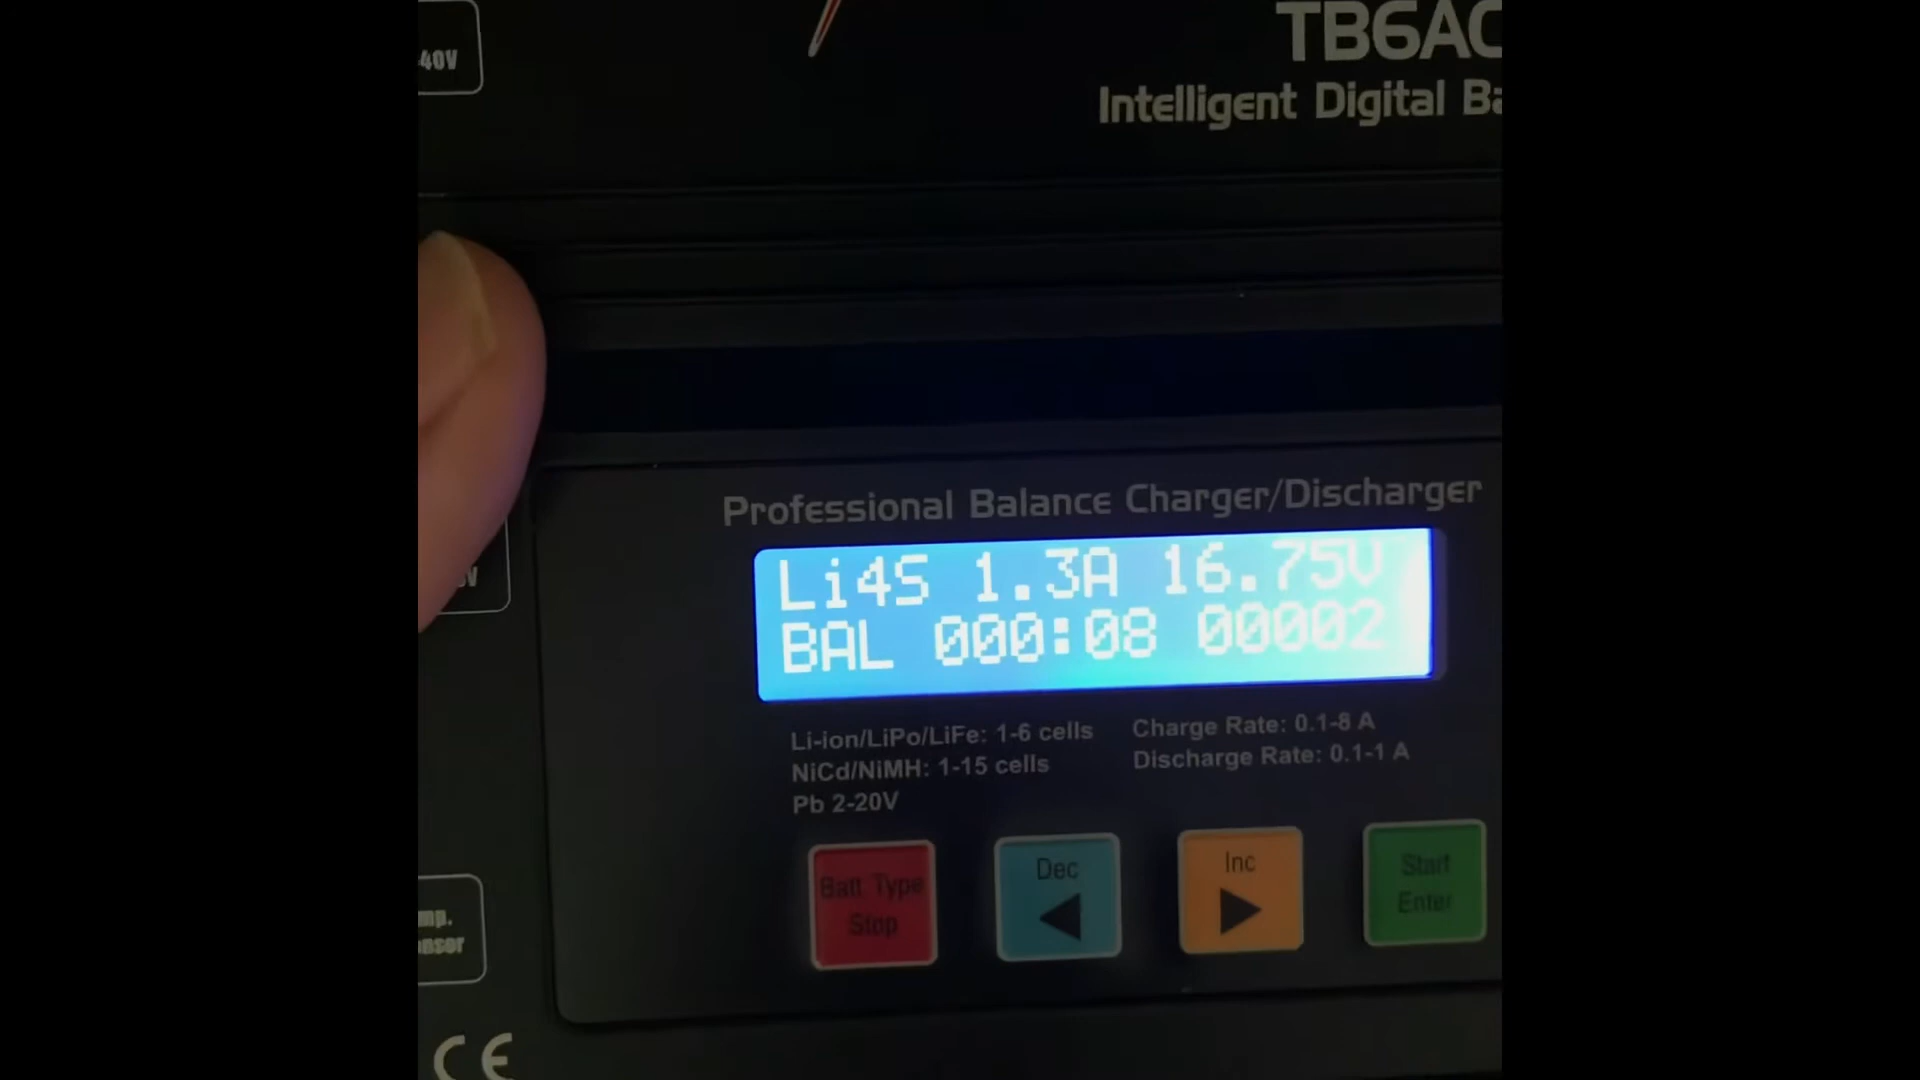 40V
TB6AC
Intelligent Digital Ba
Professional Balance Charger/Discharger
Li4S 1.3A 16.75V
BAL 000:08 00002
Li-ion/LiPo/LiFe: 1-6 cells
NiCd/NiMH: 1-15 cells
Pb 2-20V
Charge Rate: 0.1-8 A
Discharge Rate: 0.1-1 A
Batt Type
Stop
Dec
Inc
Start
Enter
mp.
nsor
CE